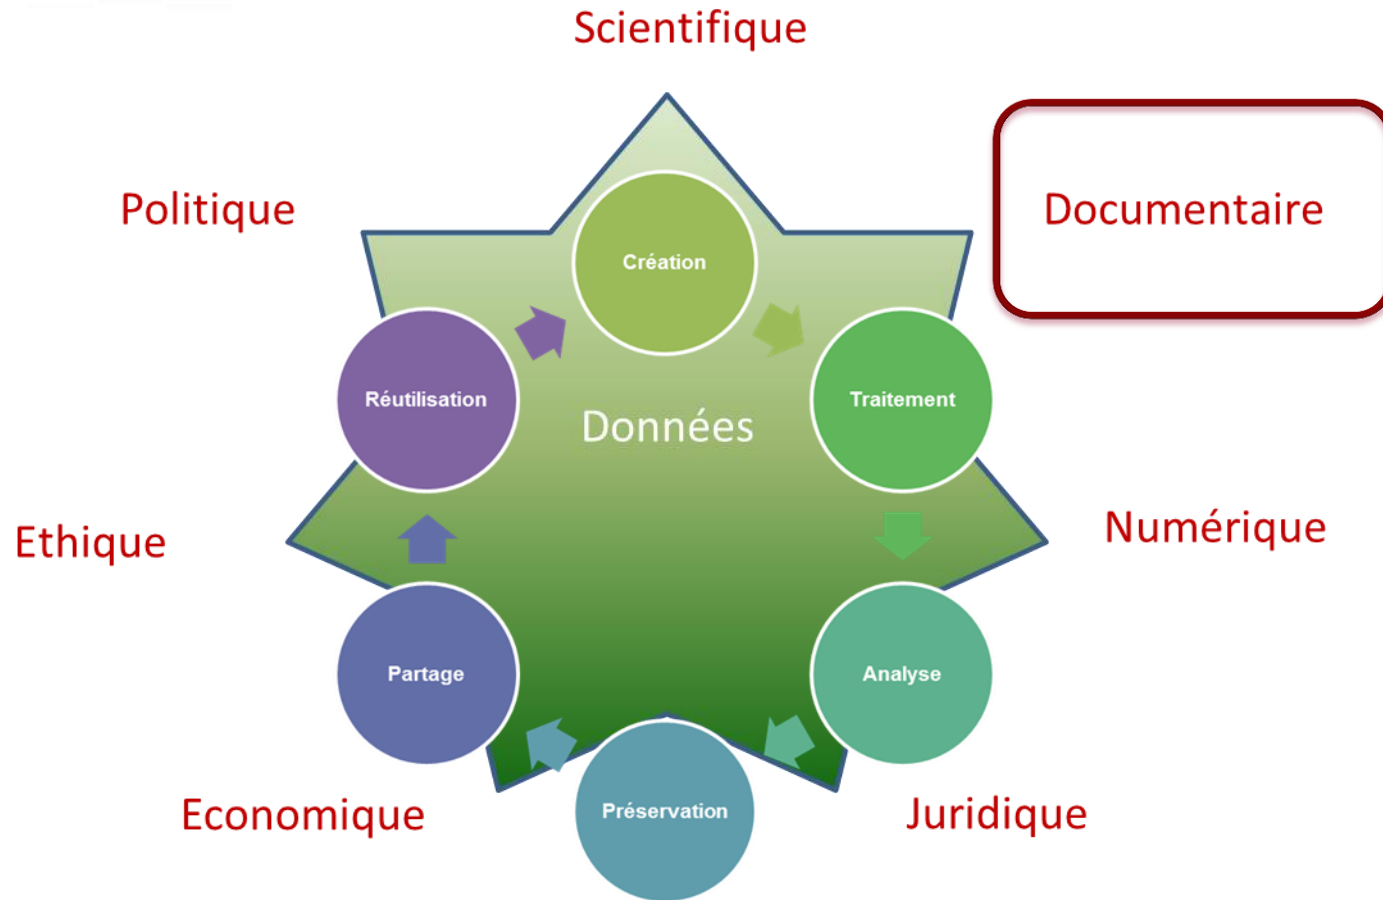 Scientifique
Politique
Documentaire
Création
Réutilisation
Traitement
Données
Ethique
Numérique
Partage
Analyse
Economique
Préservation
Juridique